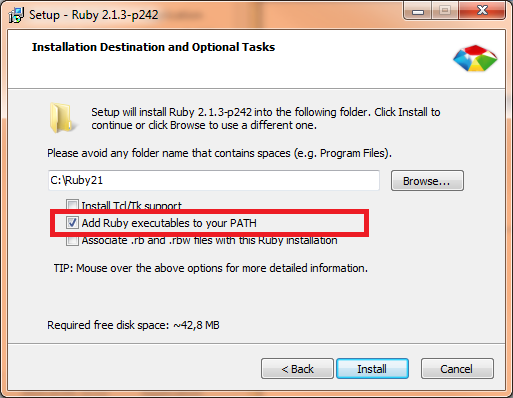 Setup - Ruby 2.1.3-p242
Installation Destination and Optional Tasks
Setup will install Ruby 2.1.3-p242 into the following folder. Click Install to
continue or click Browse to use a different one.
Please avoid any folder name that contains spaces (e.g. Program Files).
C:\Ruby21
Browse...
Install Tcl/Tk support
Add Ruby executables to your PATH
Associate .rb and .rbw files with this Ruby installation
TIP: Mouse over the above options for more detailed information.
Required free disk space: ~42,8 MB
< Back
Install
Cancel